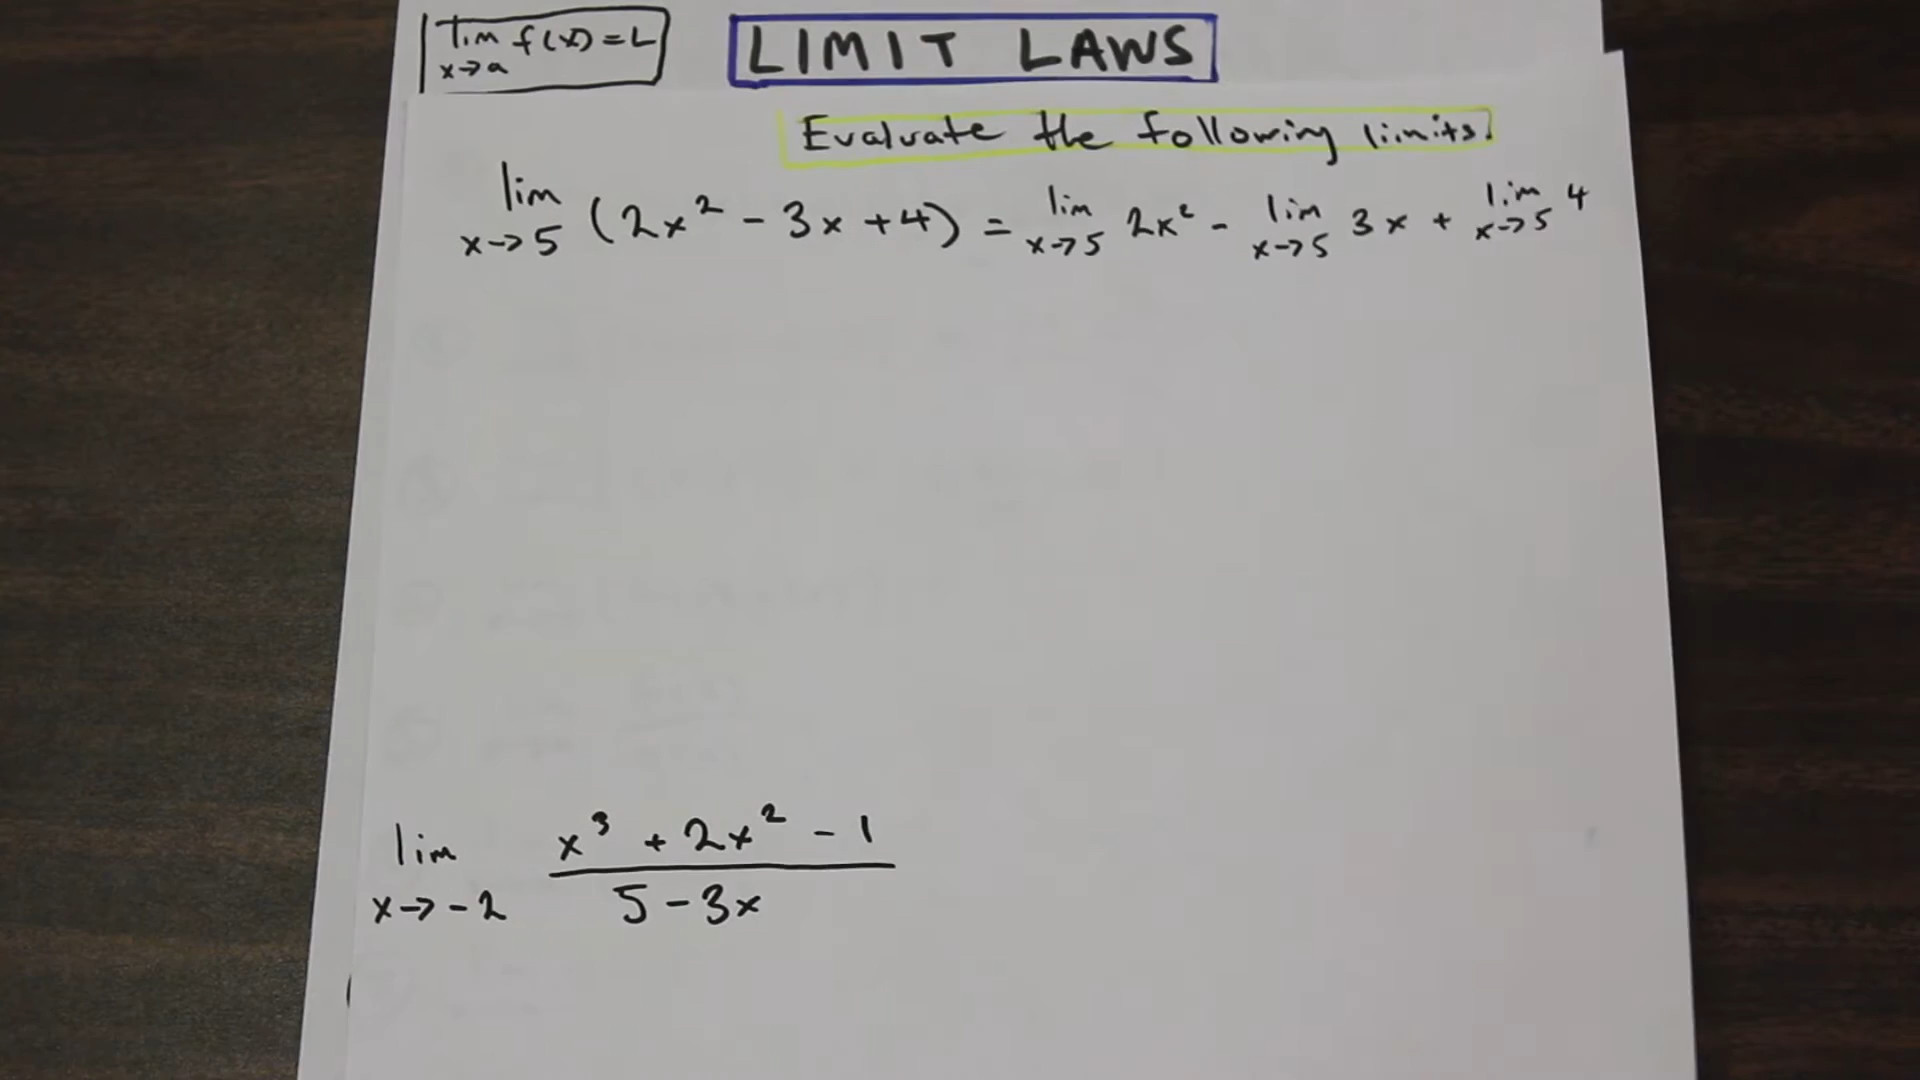 lim f(x) = L
x→a
LIMIT LAWS
Evaluate the following limits.
lim (2x² - 3x + 4) = lim 2x² - lim 3x + lim 4
x→5 x→5 x→5 x→5
lim x³ + 2x² - 1
x→-2 5 - 3x